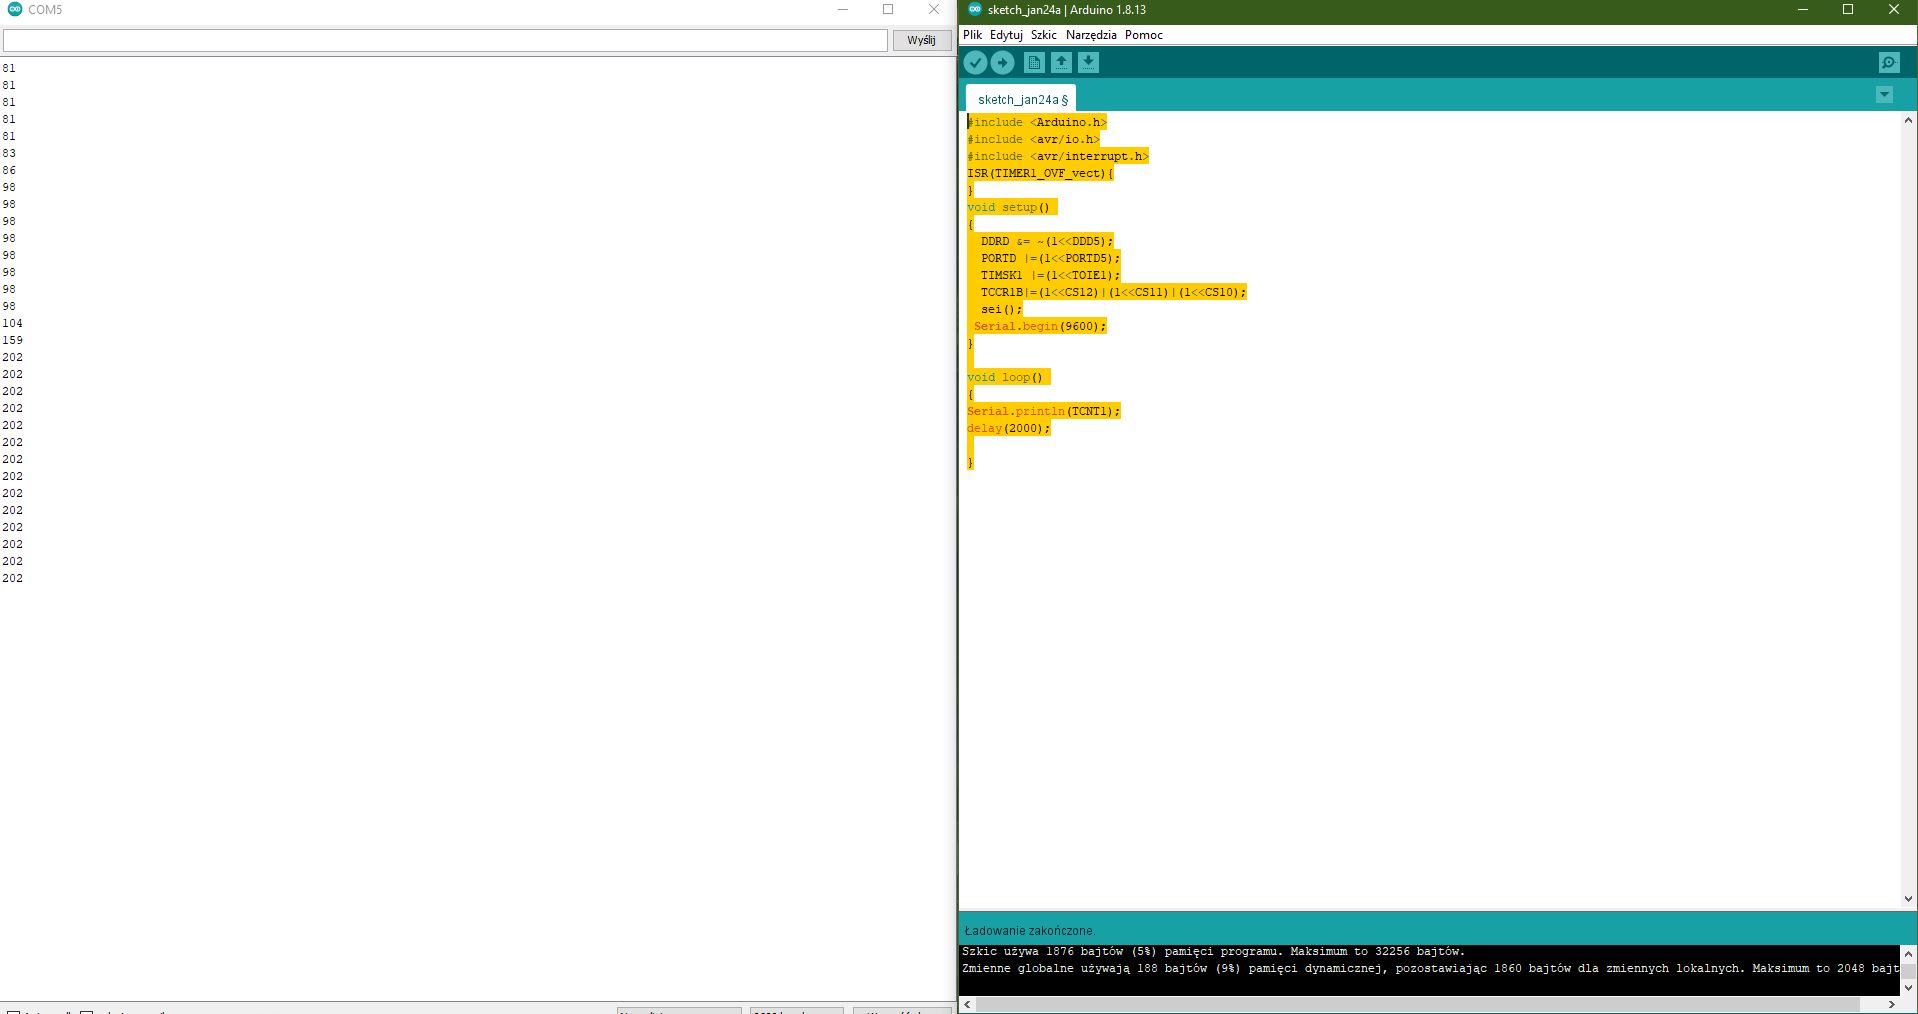 COM5
Wyślij
81
81
81
81
81
83
86
98
98
98
98
98
98
98
98
104
159
202
202
202
202
202
202
202
202
202
202
202
202
202
202
sketch_jan24a | Arduino 1.8.13
Plik Edytuj Szkic Narzędzia Pomoc
sketch_jan24a §
#include <Arduino.h>
#include <avr/io.h>
#include <avr/interrupt.h>
ISR(TIMER1_OVF_vect){
}
void setup()
{
DDRD &= ~(1<<DDD5);
PORTD |=(1<<PORTD5);
TIMSK1 |=(1<<TOIE1);
TCCR1B|=(1<<CS12)|(1<<CS11)|(1<<CS10);
sei();
Serial.begin(9600);
}
void loop()
{
Serial.println(TCNT1);
delay(2000);
}
Ładowanie zakończone.
Szkic używa 1876 bajtów (5%) pamięci programu. Maksimum to 32256 bajtów.
Zmienne globalne używają 188 bajtów (9%) pamięci dynamicznej, pozostawiając 1860 bajtów dla zmiennych lokalnych. Maksimum to 2048 bajt